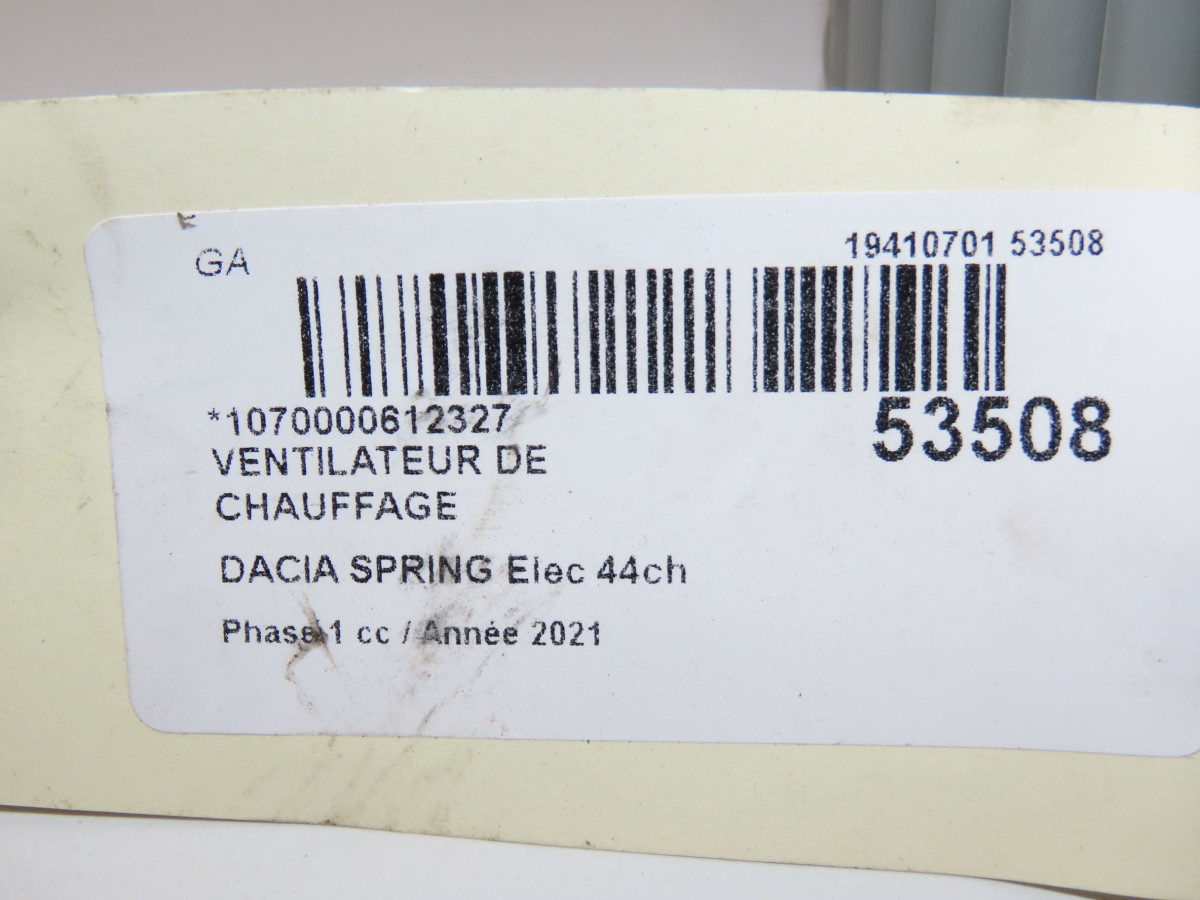 GA
19410701 53508
*1070000612327
53508
VENTILATEUR DE
CHAUFFAGE
DACIA SPRING Elec 44ch
Phase 1 cc / Année 2021